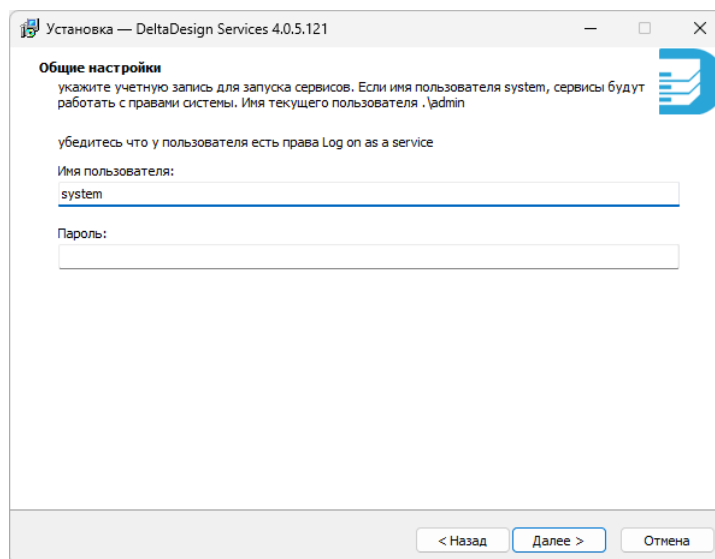 Установка — DeltaDesign Services 4.0.5.121
Общие настройки
укажите учетную запись для запуска сервисов. Если имя пользователя system, сервисы будут
работать с правами системы. Имя текущего пользователя .\admin
убедитесь что у пользователя есть права Log on as a service
Имя пользователя:
system
Пароль:
< Назад
Далее >
Отмена